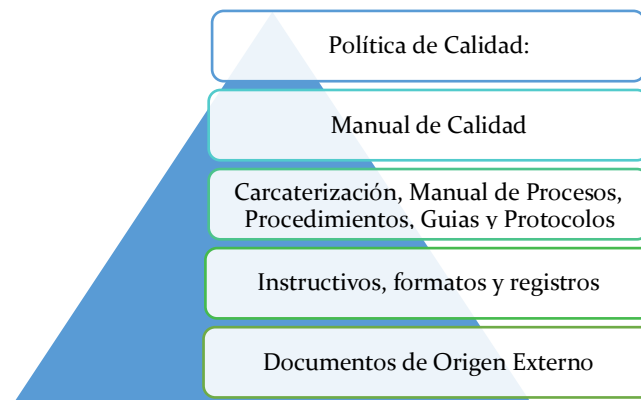 Política de Calidad:
Manual de Calidad
Carcaterización, Manual de Procesos,
Procedimientos, Guias y Protocolos
Instructivos, formatos y registros
Documentos de Origen Externo